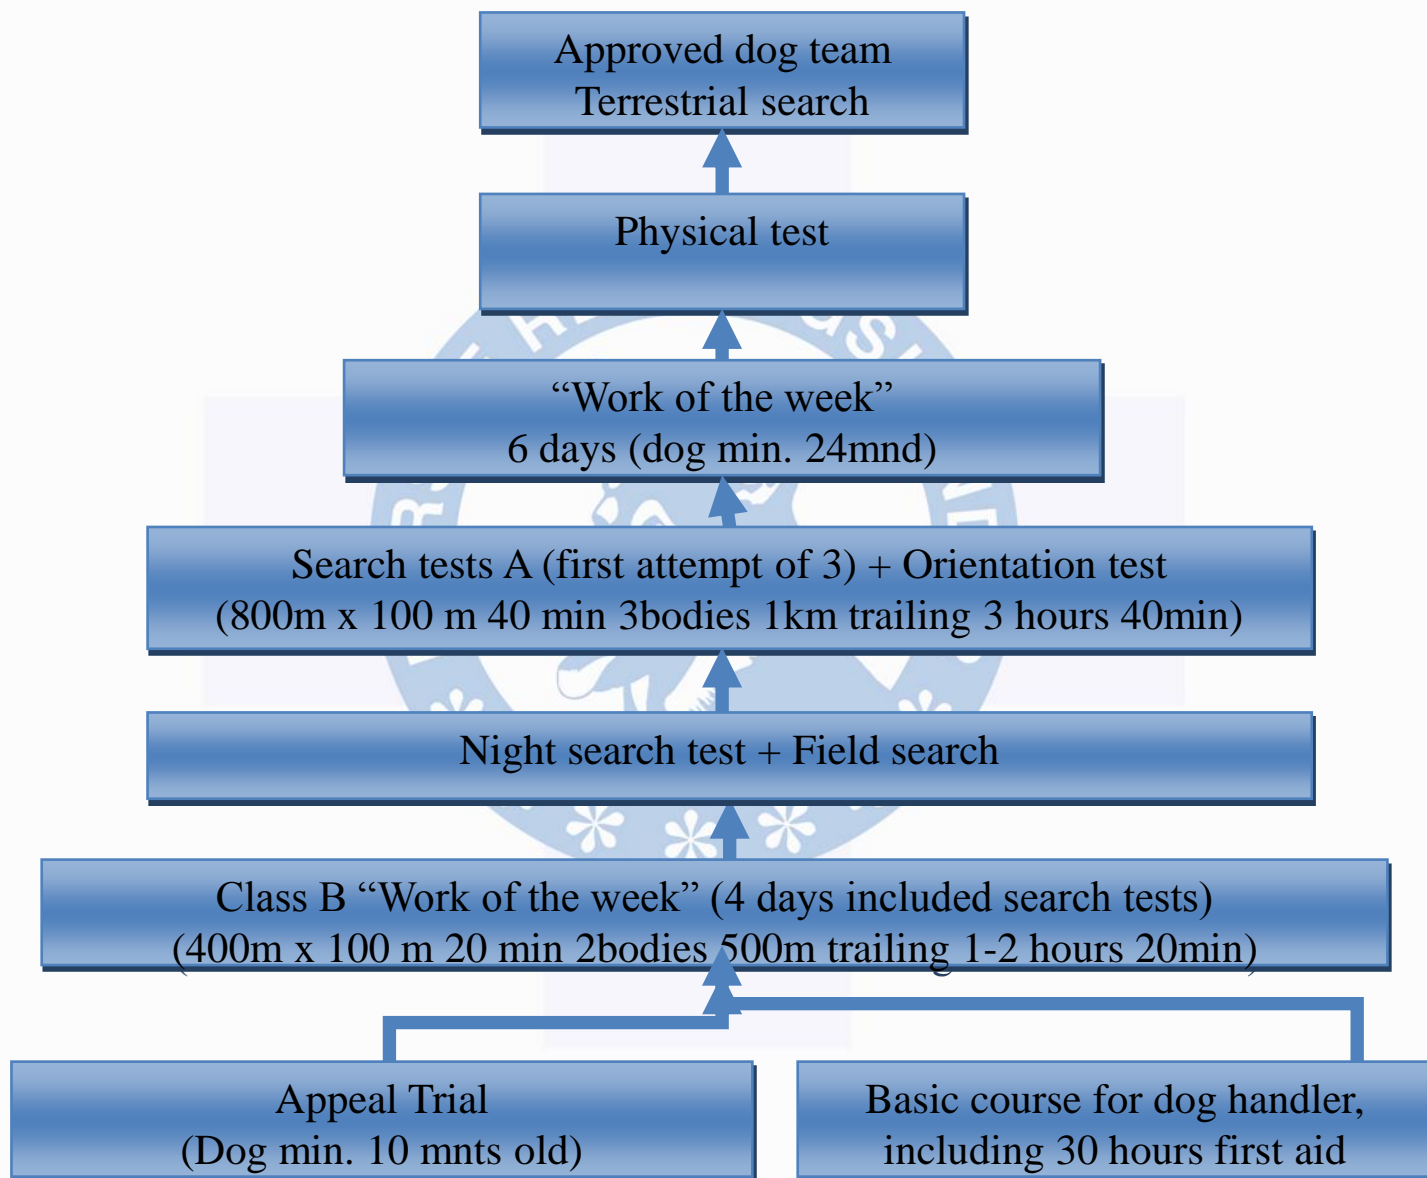 Approved dog team
Terrestrial search
Physical test
“Work of the week”
6 days (dog min. 24mnd)
Search tests A (first attempt of 3) + Orientation test
(800m x 100 m 40 min 3bodies 1km trailing 3 hours 40min)
Night search test + Field search
Class B “Work of the week” (4 days included search tests)
(400m x 100 m 20 min 2bodies 500m trailing 1-2 hours 20min)
Appeal Trial
(Dog min. 10 mnts old)
Basic course for dog handler,
including 30 hours first aid